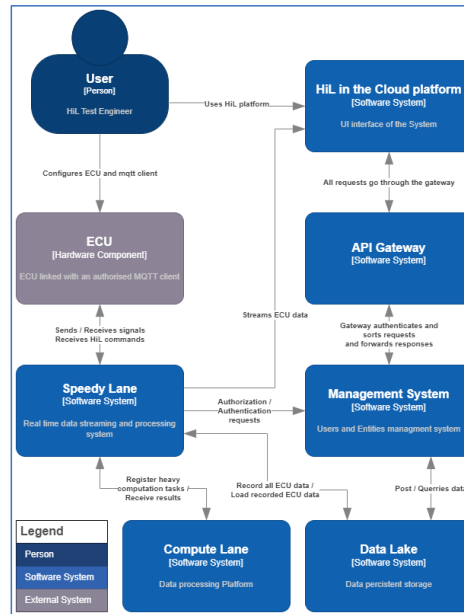 User
[Person]
HiL Test Engineer
Uses HiL platform
HiL in the Cloud platform
[Software System]
UI interface of the System
Configures ECU and mqtt client
All requests go through the gateway
ECU
[Hardware Component]
ECU linked with an authorised MQTT client
API Gateway
[Software System]
Sends / Receives signals
Receives HiL commands
Streams ECU data
Gateway authenticates and
sorts requests
and forwards responses
Speedy Lane
[Software System]
Real time data streaming and processing
system
Authorization /
Authentication
requests
Management System
[Software System]
Users and Entities managment system
Register heavy
computation tasks /
Receive results
Record all ECU data /
Load recorded ECU data
Post / Querries data
Legend
Person
Software System
External System
Compute Lane
[Software System]
Data processing Platform
Data Lake
[Software System]
Data percistent storage